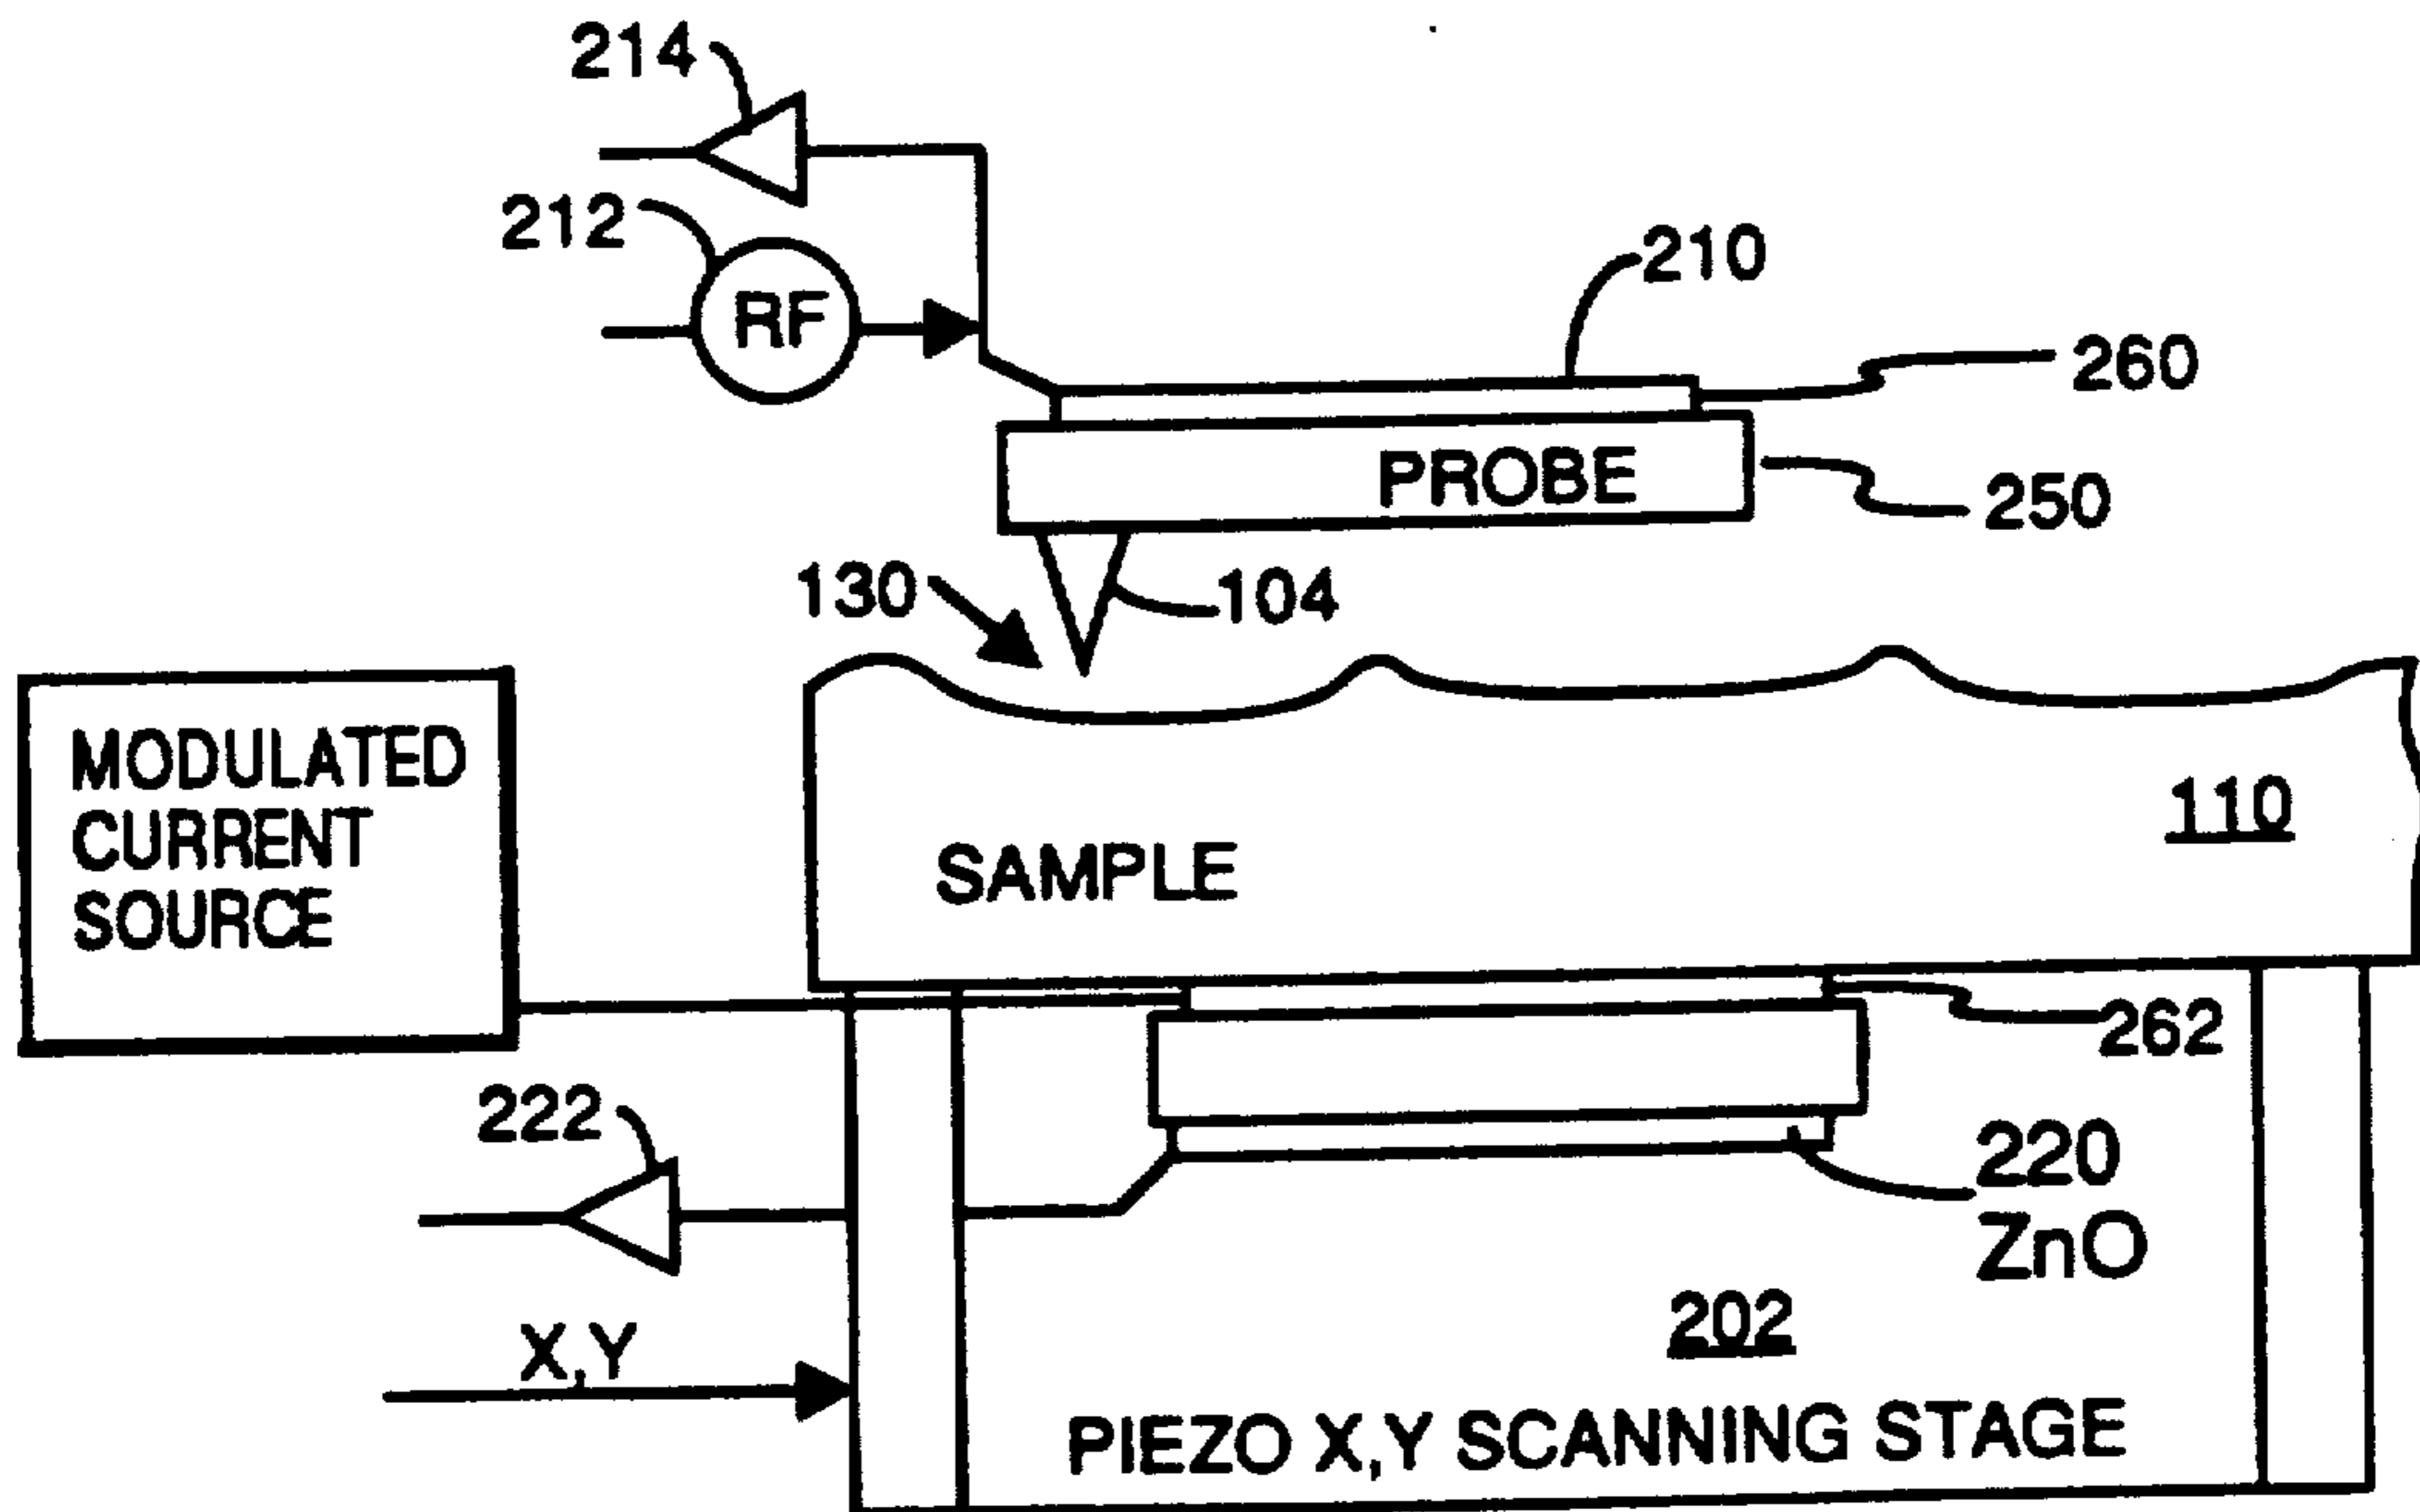 214
212
RF
210
260
PROBE
250
130
104
MODULATED
CURRENT
SOURCE
110
SAMPLE
262
222
220
ZnO
X,Y
202
PIEZO X,Y SCANNING STAGE